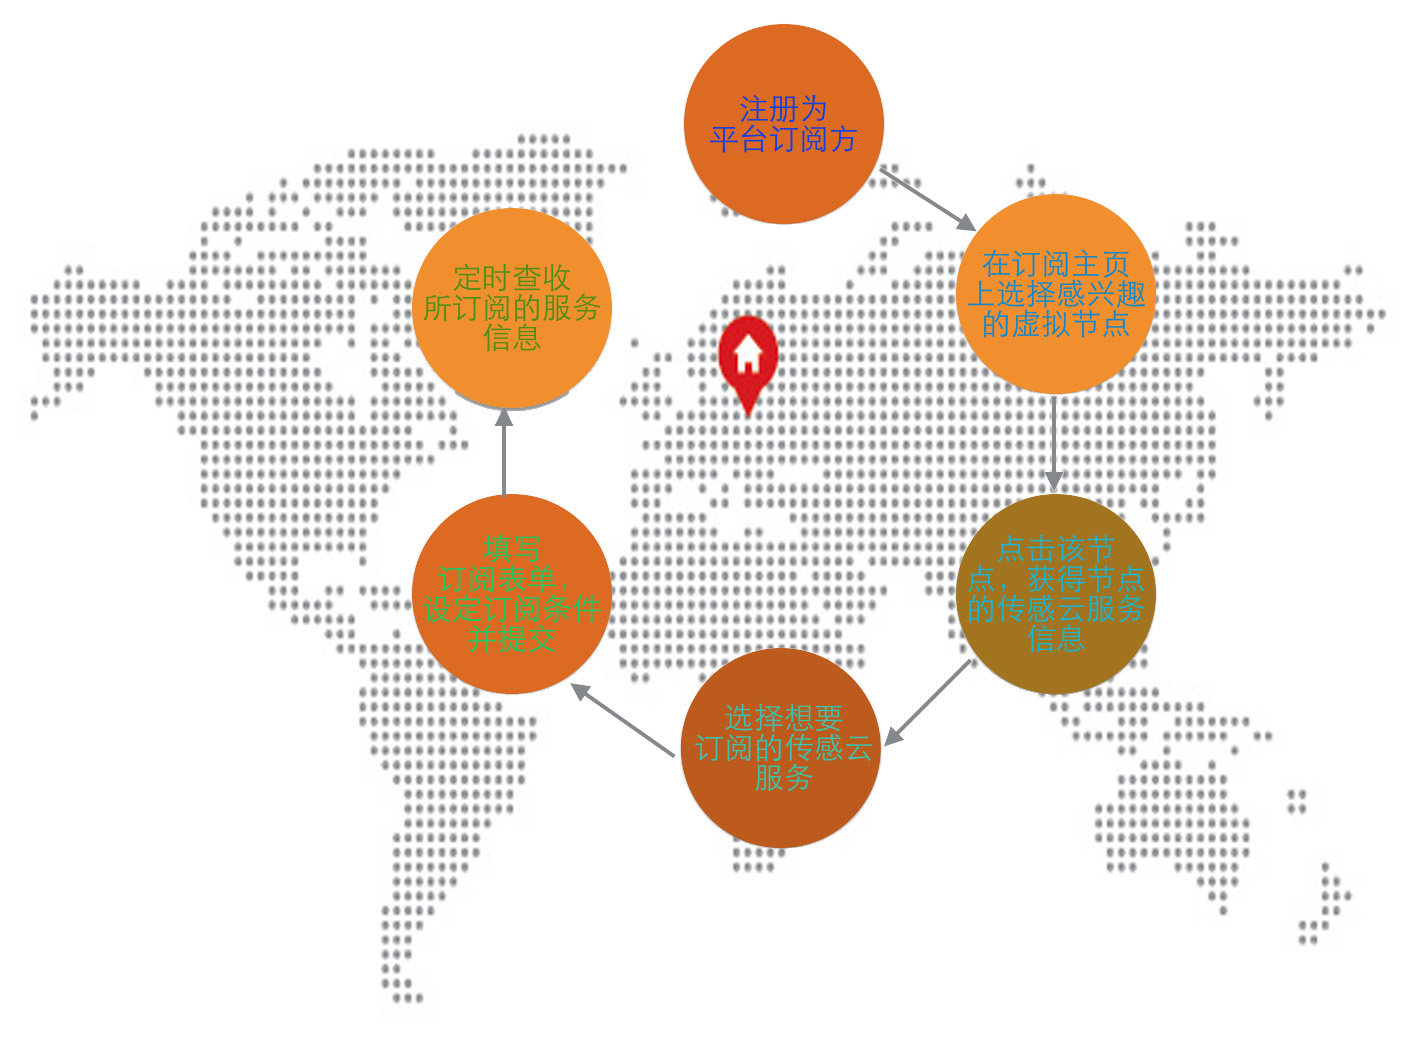 注册为
平台订阅方
在订阅主页
上选择感兴趣
的虚拟节点
点击该节
点，获得节点
的传感云服务
信息
选择想要
订阅的传感云
服务
填写
订阅表单，
设定订阅条件
并提交
定时查收
所订阅的服务
信息